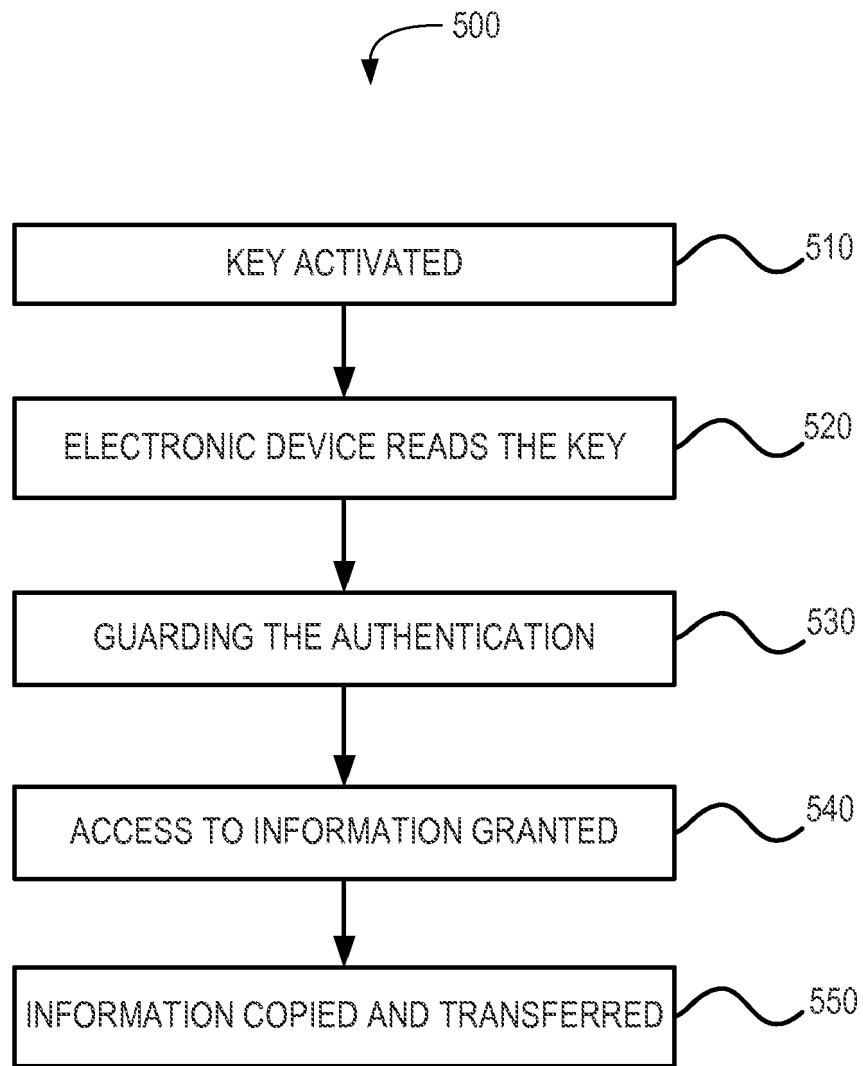 500
KEY ACTIVATED
510
ELECTRONIC DEVICE READS THE KEY
520
GUARDING THE AUTHENTICATION
530
ACCESS TO INFORMATION GRANTED
540
INFORMATION COPIED AND TRANSFERRED
550